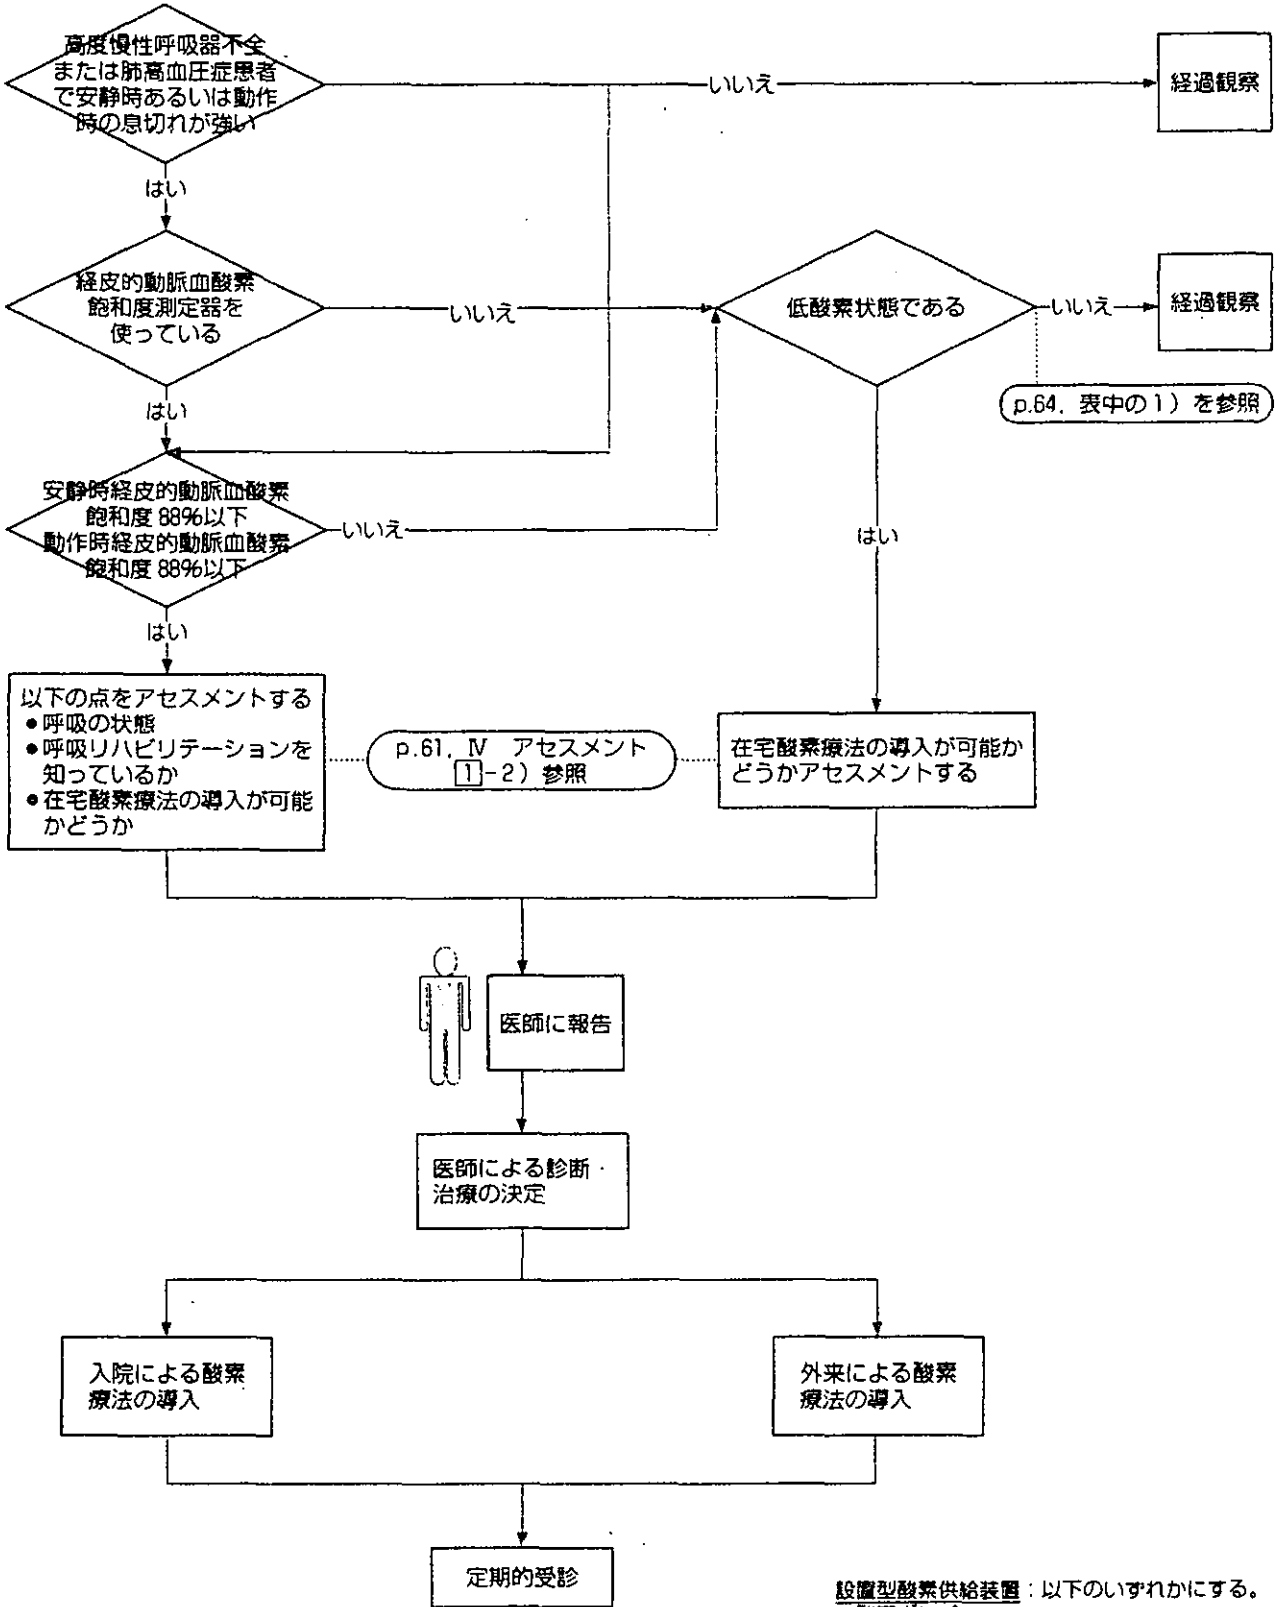 高度慢性呼吸器不全
または肺高血圧症患者
で安静時あるいは動作
時の息切れが強い
いいえ
経過観察
はい
経皮的動脈血酸素
飽和度測定器を
使っている
いいえ
低酸素状態である
いいえ
経過観察
p.64．表中の1）を参照
はい
安静時経皮的動脈血酸素
飽和度88%以下
動作時経皮的動脈血酸素
飽和度88%以下
いいえ
はい
はい
以下の点をアセスメントする
●呼吸の状態
●呼吸リハビリテーションを
知っているか
●在宅酸素療法の導入が可能
かどうか
p.61．Ⅳ アセスメント
1-2）参照
在宅酸素療法の導入が可能か
どうかアセスメントする
医師に報告
医師による診断・
治療の決定
入院による酸素
療法の導入
外来による酸素
療法の導入
定期的受診
設置型酸素供給装置：以下のいずれかにする。